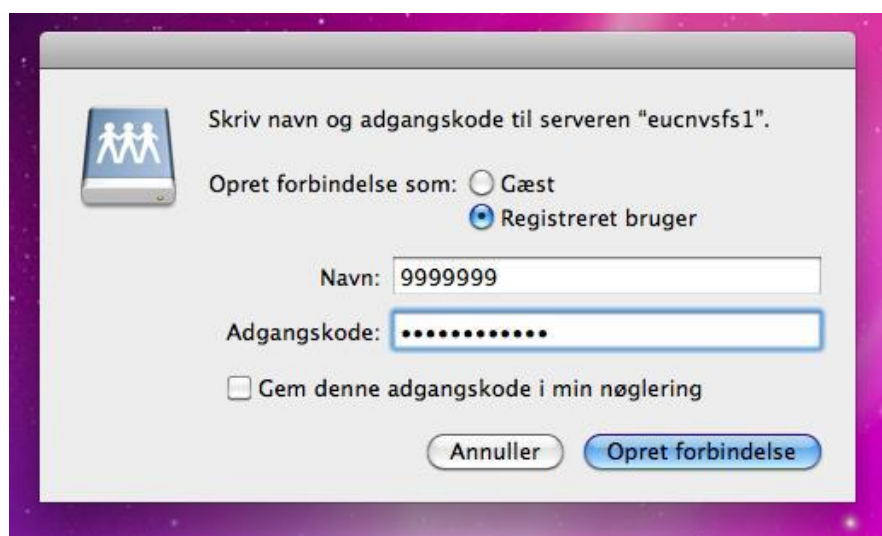 Skriv navn og adgangskode til serveren “eucnvsfs1”.
Opret forbindelse som: Gæst
Registreret bruger
Navn: 9999999
Adgangskode: ••••••••••••
Gem denne adgangskode i min nøglering
Annuller Opret forbindelse